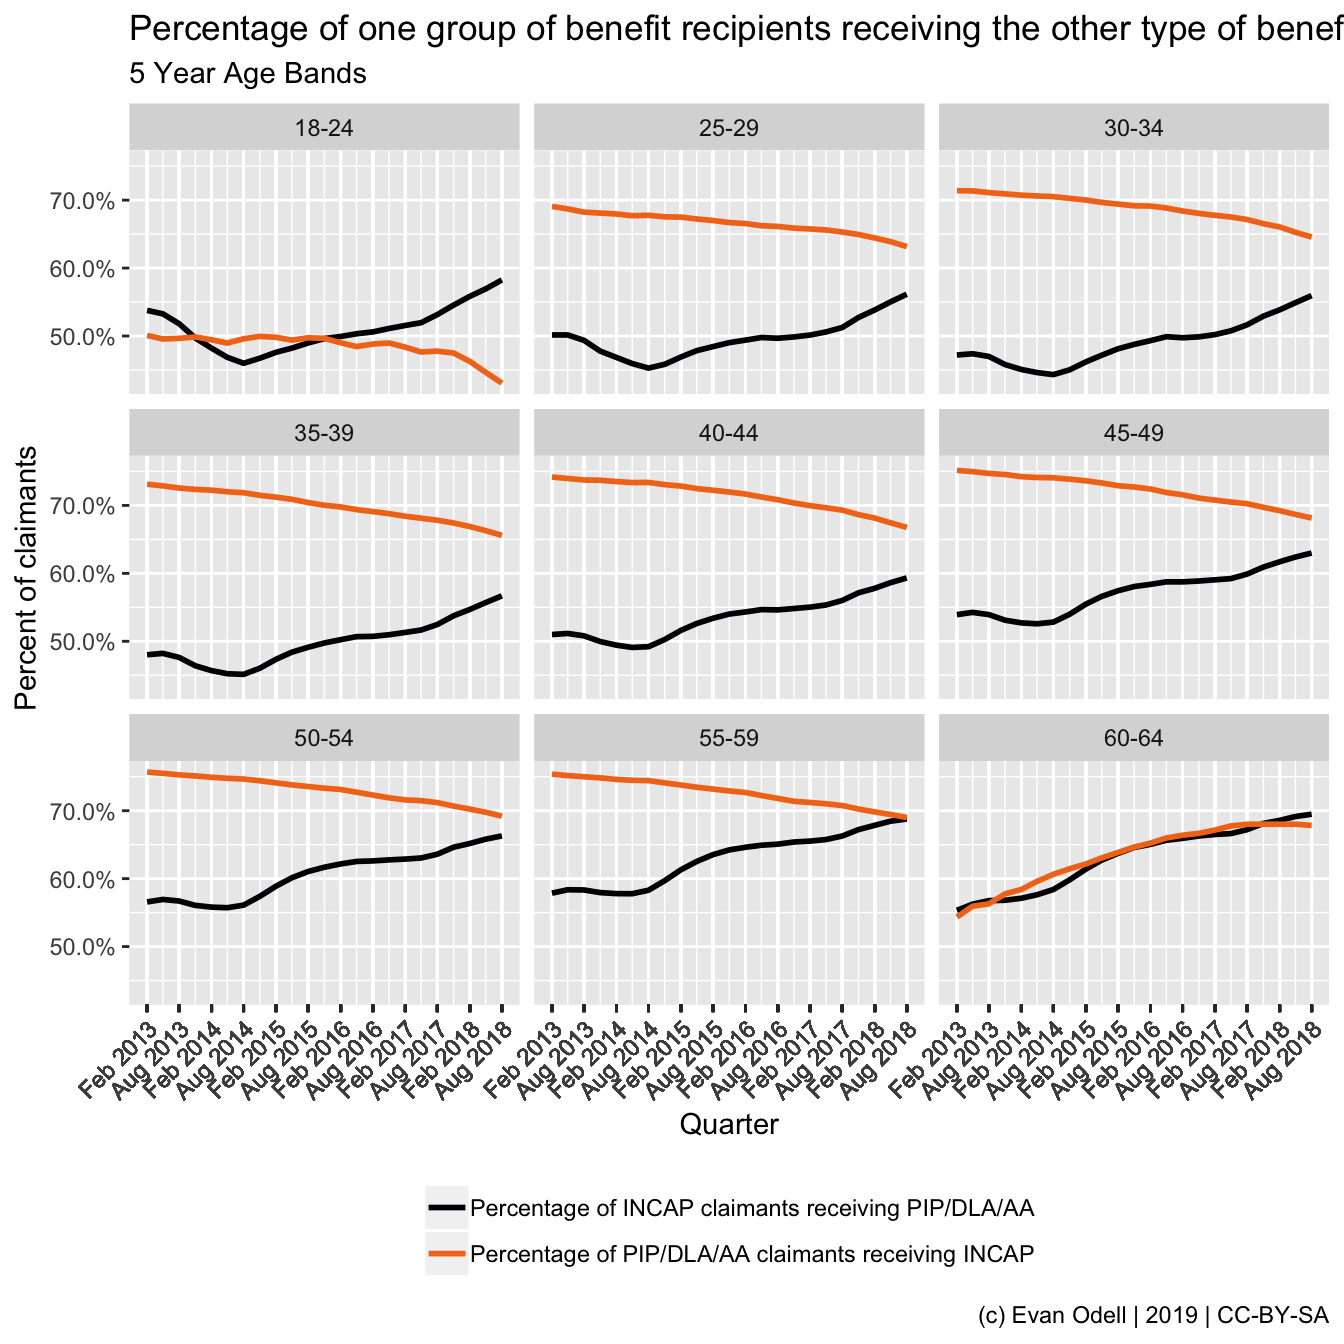 Percentage of one group of benefit recipients receiving the other type of benef
5 Year Age Bands
18-24 25-29 30-34
70.0%
60.0%
50.0%
35-39 40-44 45-49
70.0%
60.0%
50.0%
Percent of claimants
50-54 55-59 60-64
70.0%
60.0%
50.0%
Feb 2013 Aug 2013 Feb 2014 Aug 2014 Feb 2015 Aug 2015 Feb 2016 Aug 2016 Feb 2017 Aug 2017 Feb 2018 Aug 2018 Feb 2013 Aug 2013 Feb 2014 Aug 2014 Feb 2015 Aug 2015 Feb 2016 Aug 2016 Feb 2017 Aug 2017 Feb 2018 Aug 2018 Feb 2013 Aug 2013 Feb 2014 Aug 2014 Feb 2015 Aug 2015 Feb 2016 Aug 2016 Feb 2017 Aug 2017 Feb 2018 Aug 2018
Quarter
Percentage of INCAP claimants receiving PIP/DLA/AA
Percentage of PIP/DLA/AA claimants receiving INCAP
(c) Evan Odell | 2019 | CC-BY-SA